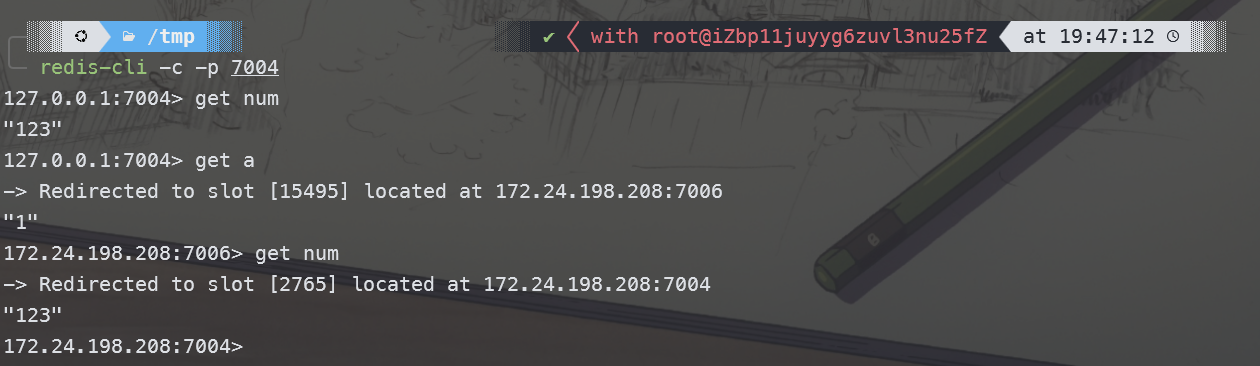 /tmp
✔ with root@iZbp11juyyg6zuvl3nu25fZ at 19:47:12
redis-cli -c -p 7004
127.0.0.1:7004> get num
"123"
127.0.0.1:7004> get a
-> Redirected to slot [15495] located at 172.24.198.208:7006
"1"
172.24.198.208:7006> get num
-> Redirected to slot [2765] located at 172.24.198.208:7004
"123"
172.24.198.208:7004>